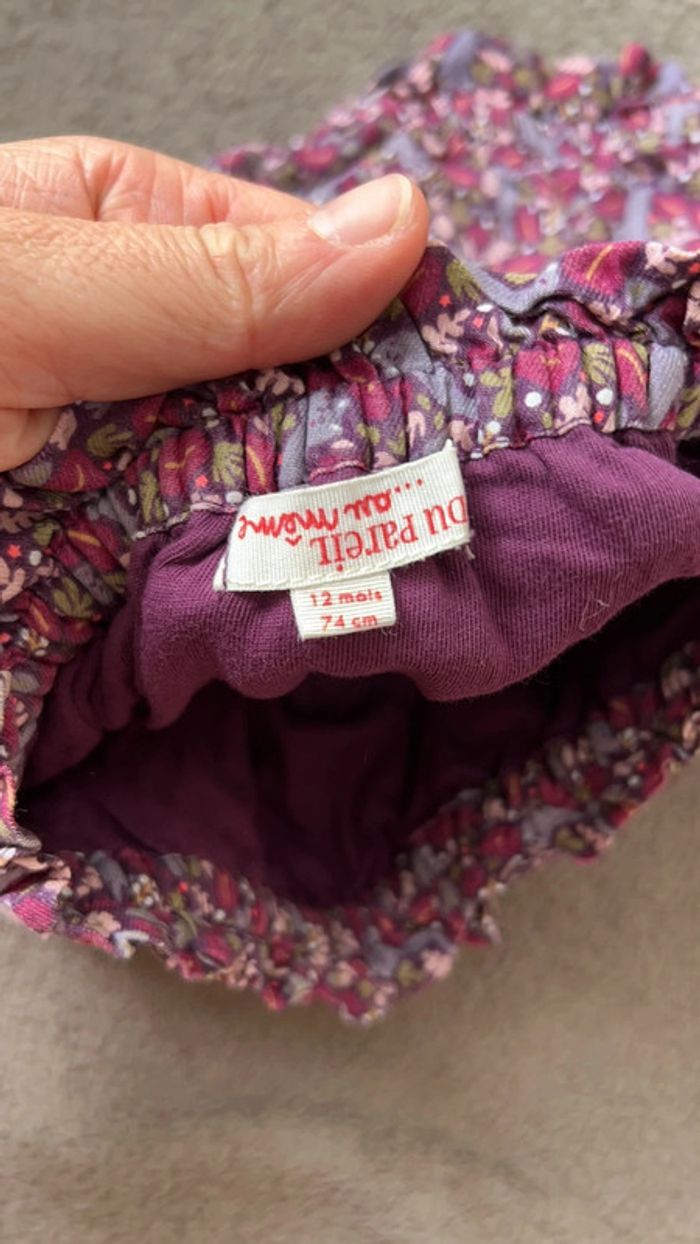 DU PAREIL
...au même
12 mois
74 cm